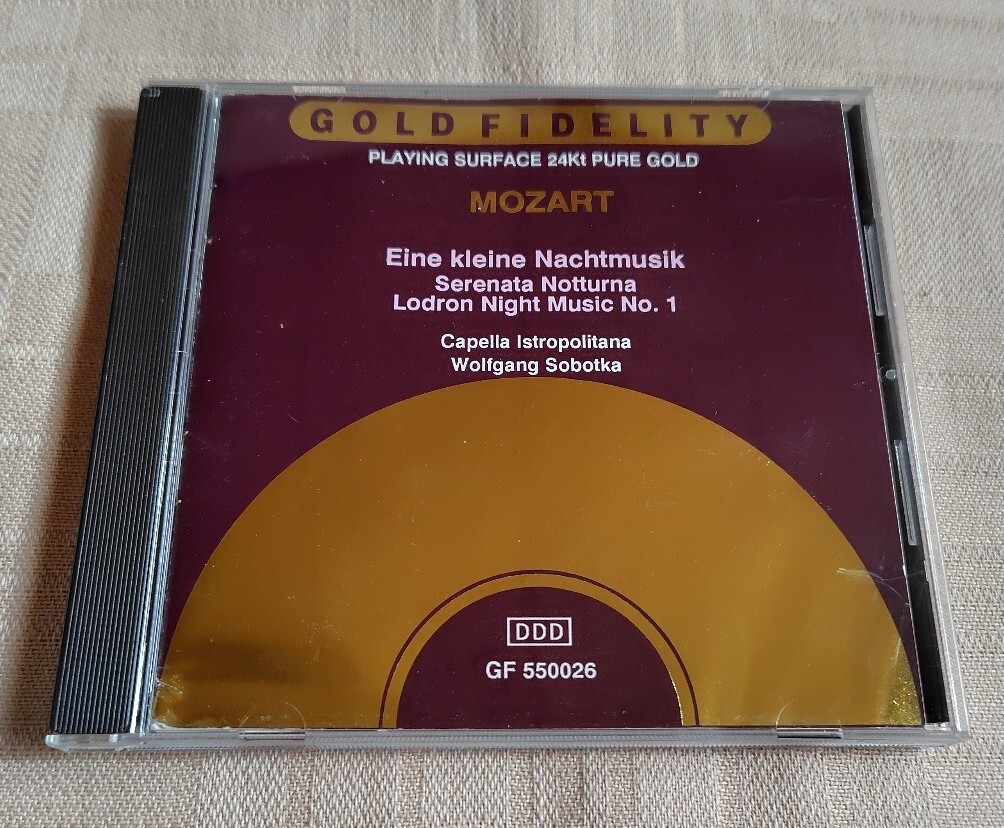 GOLD FIDELITY
PLAYING SURFACE 24Kt PURE GOLD
MOZART
Eine kleine Nachtmusik
Serenata Notturna
Lodron Night Music No. 1
Capella Istropolitana
Wolfgang Sobotka
DDD
GF 550026